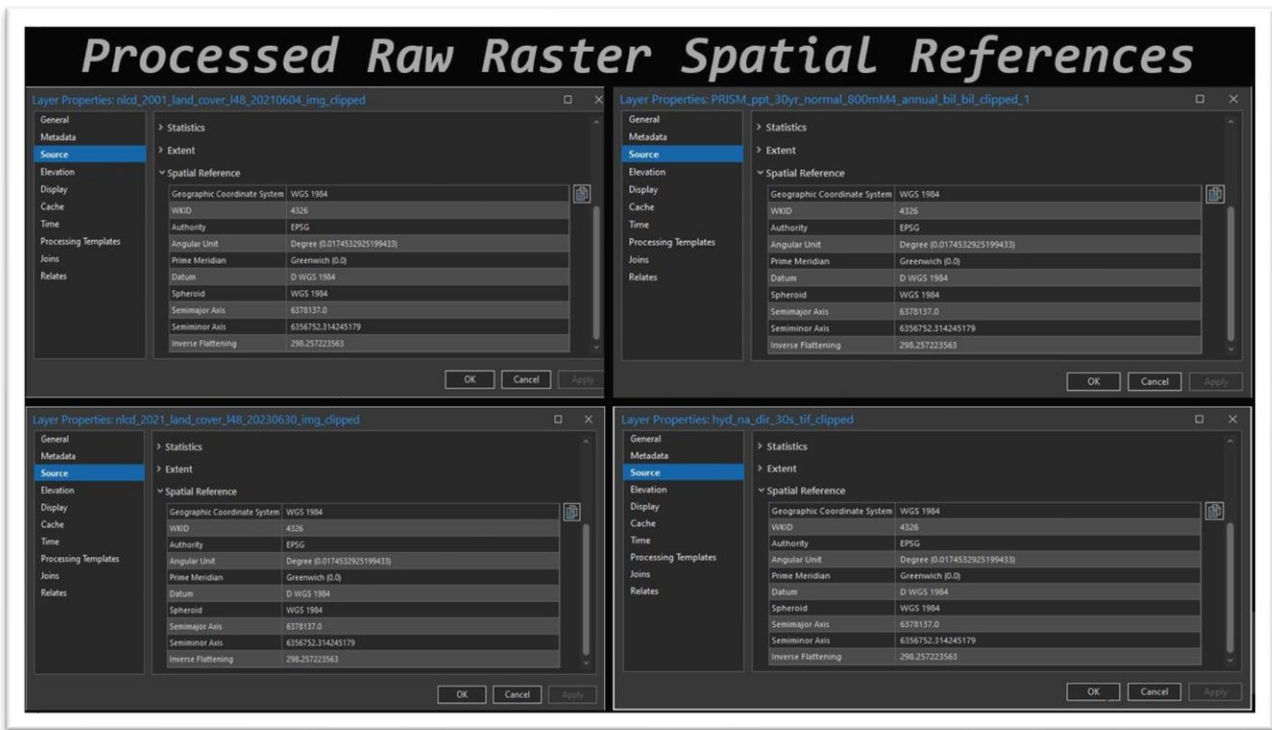 Processed Raw Raster Spatial References
Layer Properties: nlcd_2001_land_cover_l48_20210604_img_clipped
General
Metadata
Source
Elevation
Display
Cache
Time
Processing Templates
Joins
Relates
Statistics
Extent
Spatial Reference
Geographic Coordinate System WGS 1984
WKID 4326
Authority EPSG
Angular Unit Degree (0.0174532925199433)
Prime Meridian Greenwich (0.0)
Datum D WGS 1984
Spheroid WGS 1984
Semimajor Axis 6378137.0
Semiminor Axis 6356752.314245179
Inverse Flattening 298.257223563
OK Cancel Apply
Layer Properties: PRISM_ppt_30yr_normal_800mM4_annual_bil_bil_clipped_1
General
Metadata
Source
Elevation
Display
Cache
Time
Processing Templates
Joins
Relates
Statistics
Extent
Spatial Reference
Geographic Coordinate System WGS 1984
WKID 4326
Authority EPSG
Angular Unit Degree (0.0174532925199433)
Prime Meridian Greenwich (0.0)
Datum D WGS 1984
Spheroid WGS 1984
Semimajor Axis 6378137.0
Semiminor Axis 6356752.314245179
Inverse Flattening 298.257223563
OK Cancel Apply
Layer Properties: nlcd_2021_land_cover_l48_20230630_img_clipped
General
Metadata
Source
Elevation
Display
Cache
Time
Processing Templates
Joins
Relates
Statistics
Extent
Spatial Reference
Geographic Coordinate System WGS 1984
WKID 4326
Authority EPSG
Angular Unit Degree (0.0174532925199433)
Prime Meridian Greenwich (0.0)
Datum D WGS 1984
Spheroid WGS 1984
Semimajor Axis 6378137.0
Semiminor Axis 6356752.314245179
Inverse Flattening 298.257223563
OK Cancel Apply
Layer Properties: hyd_na_dir_30s_tif_clipped
General
Metadata
Source
Elevation
Display
Cache
Time
Processing Templates
Joins
Relates
Statistics
Extent
Spatial Reference
Geographic Coordinate System WGS 1984
WKID 4326
Authority EPSG
Angular Unit Degree (0.0174532925199433)
Prime Meridian Greenwich (0.0)
Datum D WGS 1984
Spheroid WGS 1984
Semimajor Axis 6378137.0
Semiminor Axis 6356752.314245179
Inverse Flattening 298.257223563
OK Cancel Apply